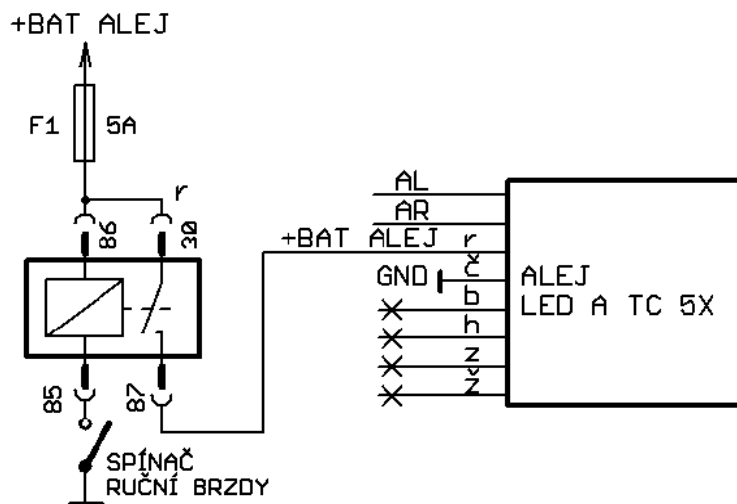 +BAT ALEJ
F1 5A
r
86
30
85
87
SPÍNAČ
RUČNÍ BRZDY
AL
AR
+BAT ALEJ r
GND č
b
h
z
ž
ALEJ
LED A TC 5X